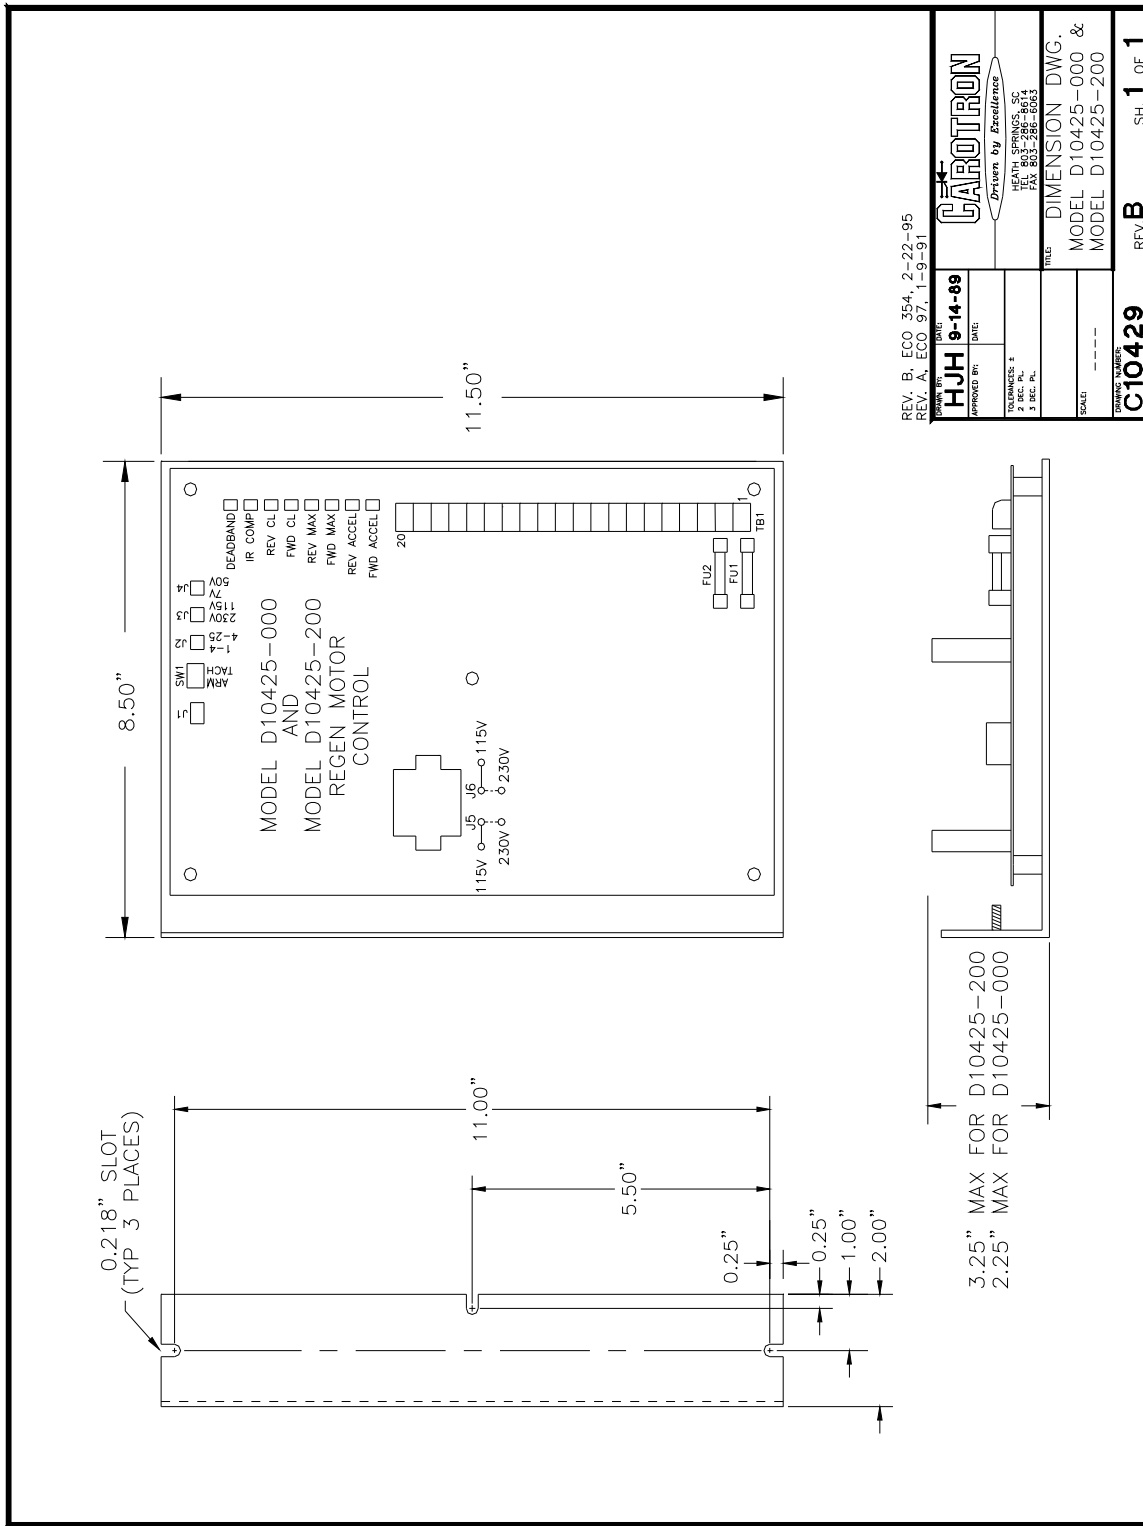 0.218" SLOT
(TYP 3 PLACES)
11.00"
5.50"
0.25"
0.25"
1.00"
2.00"
8.50"
11.50"
J1
SW1
ARM
TACH
J2
1-4
4-25
J3
230V
115V
J4
7V
50V
DEADBAND
IR COMP
REV CL
FWD CL
REV MAX
FWD MAX
REV ACCEL
FWD ACCEL
MODEL D10425-000
AND
MODEL D10425-200
REGEN MOTOR
CONTROL
20
1
TB1
FU2
FU1
J5
J6
115V
230V
115V
230V
3.25" MAX FOR D10425-200
2.25" MAX FOR D10425-000
REV. B, ECO 354, 2-22-95
REV. A, ECO 97, 1-9-91
DRAWN BY:
HJH
DATE:
9-14-89
APPROVED BY:
DATE:
TOLERANCES: ±
2 DEC. PL.
3 DEC. PL.
SCALE:
----
CAROTRON
Driven by Excellence
HEATH SPRINGS, SC
TEL 803-286-8614
FAX 803-286-6063
TITLE:
DIMENSION DWG.
MODEL D10425-000 &
MODEL D10425-200
DRAWING NUMBER:
C10429
REV. B
SH. 1 OF 1